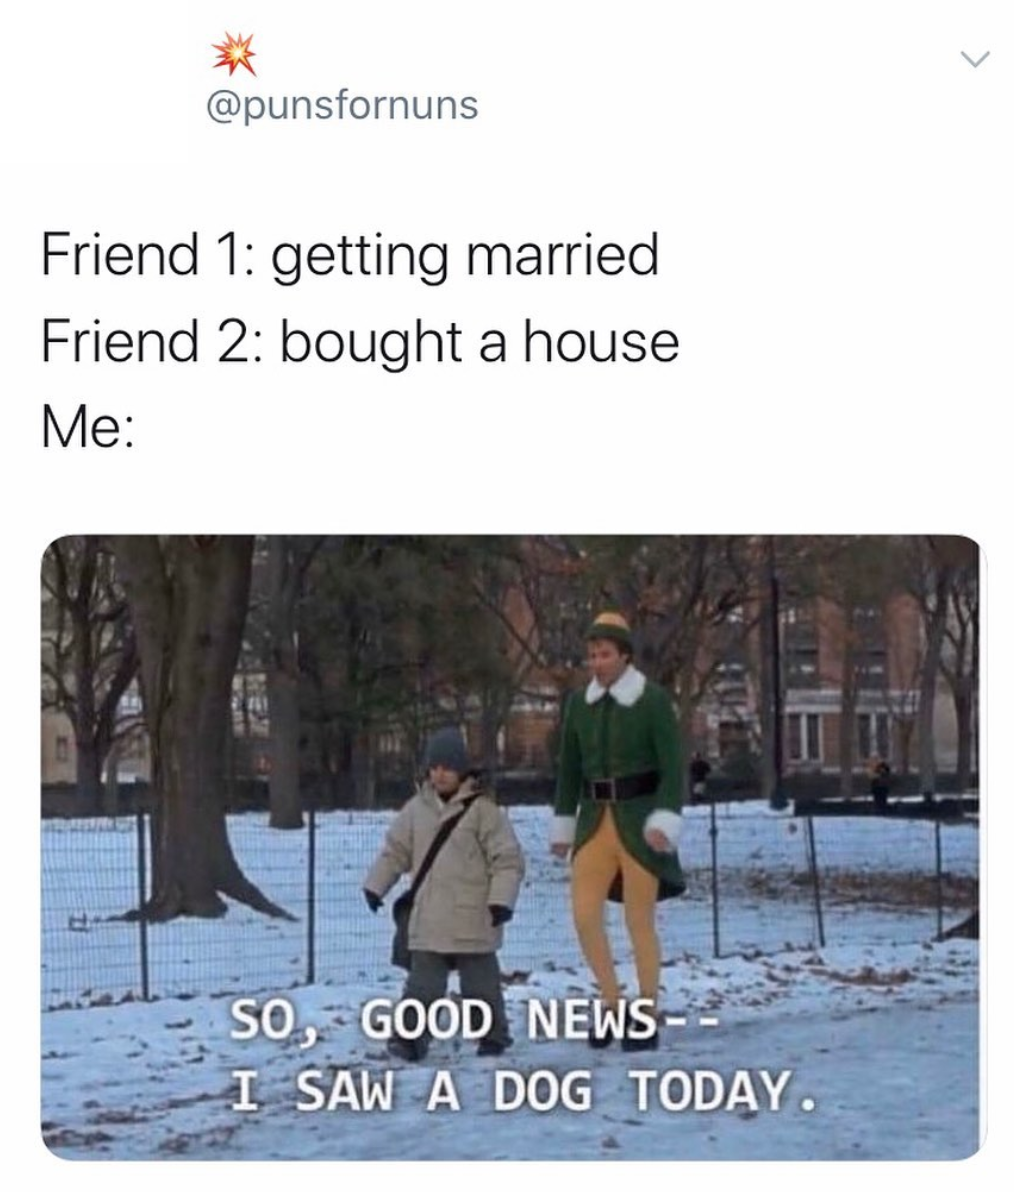 💥
@punsfornuns
Friend 1: getting married
Friend 2: bought a house
Me:
SO, GOOD NEWS--
I SAW A DOG TODAY.